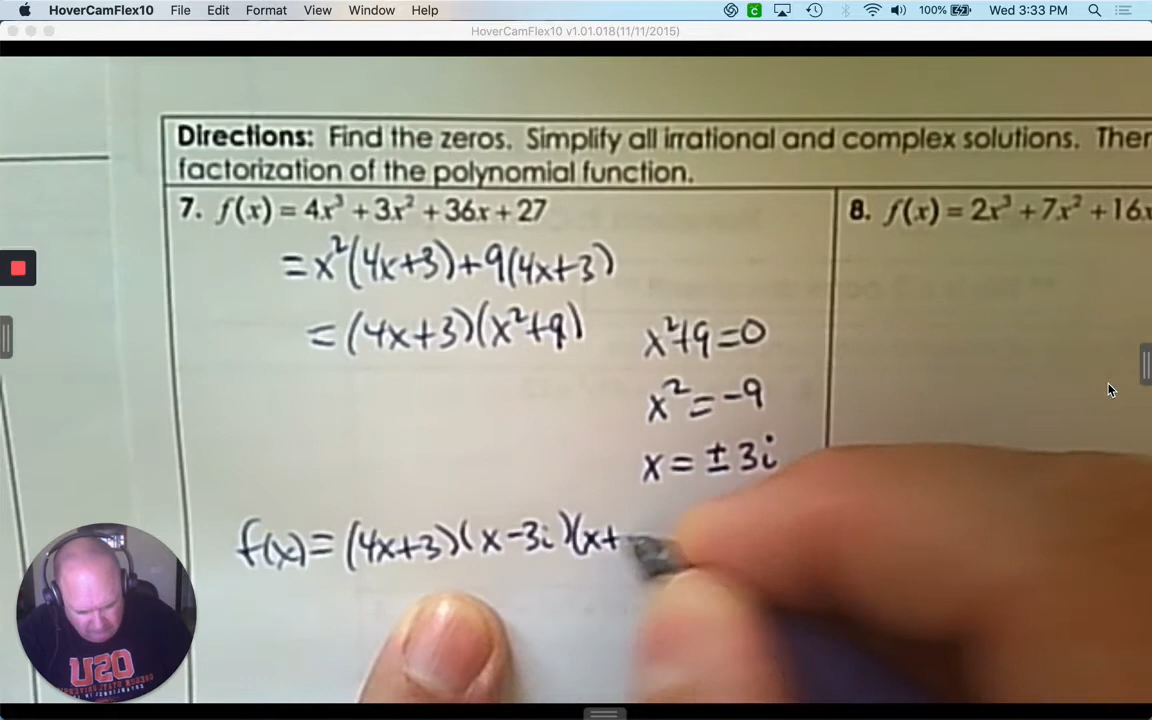 HoverCamFlex10 File Edit Format View Window Help 100% Wed 3:33 PM
HoverCamFlex10 v1.01.018(11/11/2015)
Directions: Find the zeros. Simplify all irrational and complex solutions. Ther
factorization of the polynomial function.
7. f(x) = 4x³ + 3x² + 36x + 27
= x²(4x+3)+9(4x+3)
= (4x+3)(x²+9)
x²+9=0
x² = -9
x = ± 3i
f(x) = (4x+3)(x-3i)(x+
8. f(x) = 2x³ + 7x² + 16x
OSU